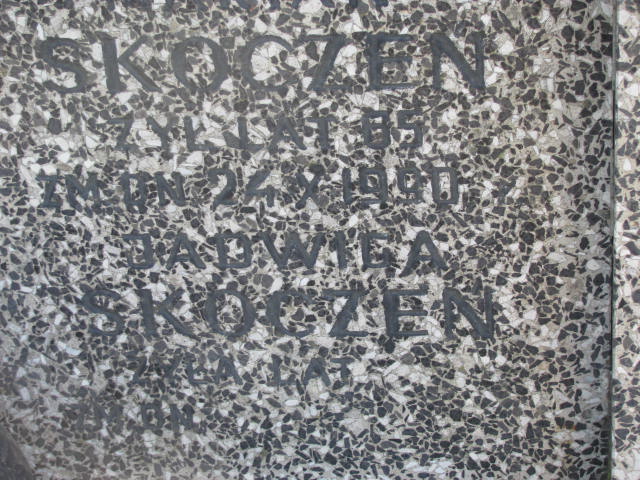 SKOCZEN
ŻYŁ LAT 85
ZM. DN 24 X 1990 r
JADWIGA
SKOCZEN
ŻYŁA LAT
ZM DN